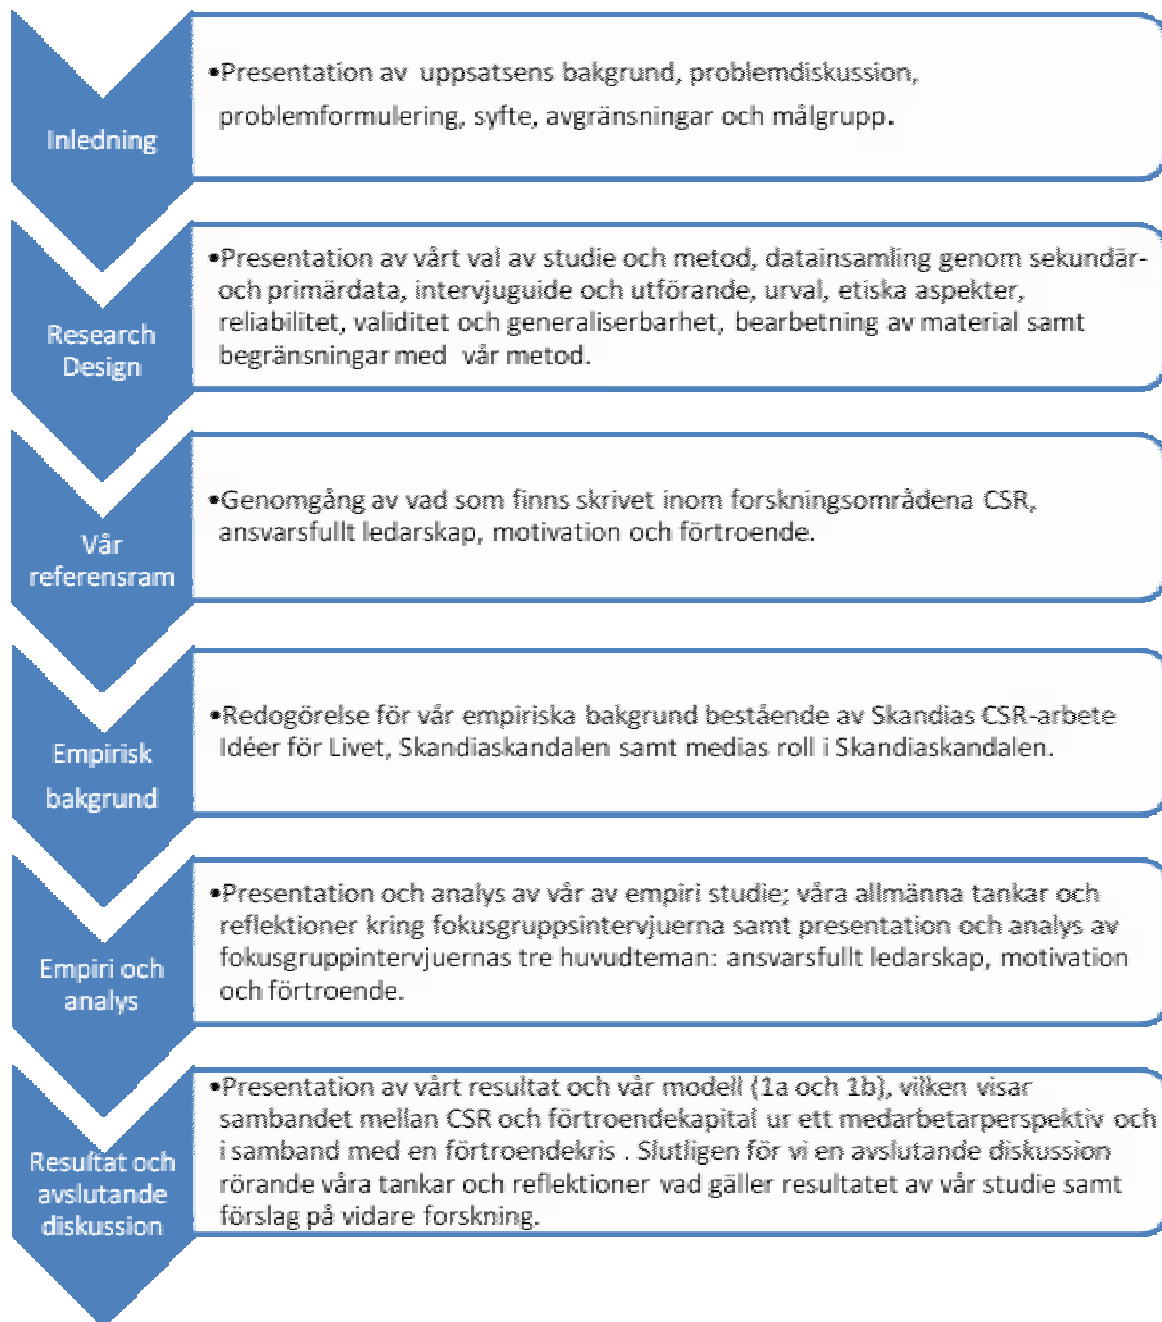 Inledning
•Presentation av uppsatsens bakgrund, problemdiskussion,
problemformulering, syfte, avgränsningar och målgrupp.
Research
Design
•Presentation av vårt val av studie och metod, datainsamling genom sekundär-
och primärdata, intervjuguide och utförande, urval, etiska aspekter,
reliabilitet, validitet och generaliserbarhet, bearbetning av material samt
begränsningar med vår metod.
Vår
referensram
•Genomgång av vad som finns skrivet inom forskningsområdena CSR,
ansvarsfullt ledarskap, motivation och förtroende.
Empirisk
bakgrund
•Redogörelse för vår empiriska bakgrund bestående av Skandias CSR-arbete
Idéer för Livet, Skandiaskandalen samt medias roll i Skandiaskandalen.
Empiri och
analys
•Presentation och analys av vår av empiri studie; våra allmänna tankar och
reflektioner kring fokusgruppsintervjuerna samt presentation och analys av
fokusgruppintervjuernas tre huvudteman: ansvarsfullt ledarskap, motivation
och förtroende.
Resultat och
avslutande
diskussion
•Presentation av vårt resultat och vår modell (1a och 1b), vilken visar
sambandet mellan CSR och förtroendekapital ur ett medarbetarperspektiv och
i samband med en förtroendekris . Slutligen för vi en avslutande diskussion
rörande våra tankar och reflektioner vad gäller resultatet av vår studie samt
förslag på vidare forskning.